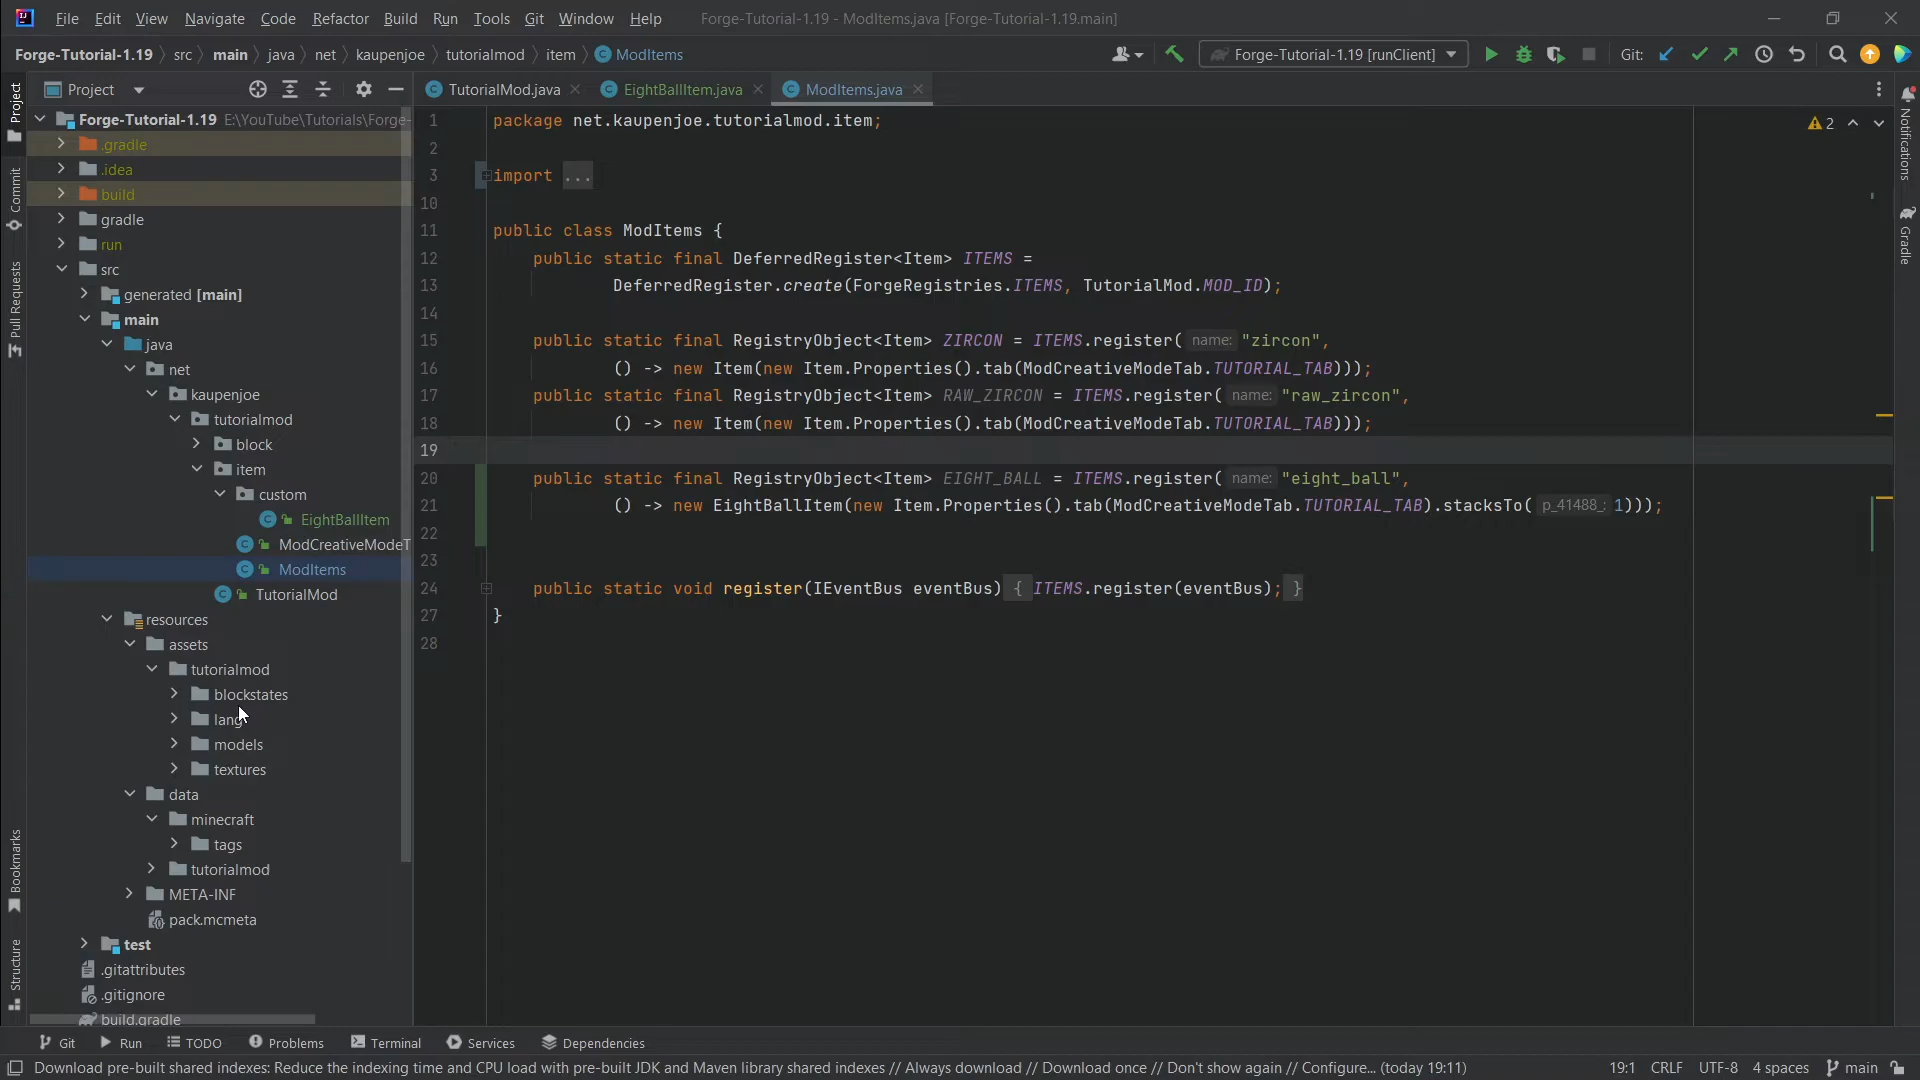 File Edit View Navigate Code Refactor Build Run Tools Git Window Help Forge-Tutorial-1.19 - ModItems.java [Forge-Tutorial-1.19.main]
Forge-Tutorial-1.19 src main java net kaupenjoe tutorialmod item ModItems Forge-Tutorial-1.19 [runClient] Git:
Project TutorialMod.java EightBallItem.java ModItems.java
Project
Commit
Pull Requests
Bookmarks
Structure
Forge-Tutorial-1.19 E:\YouTube\Tutorials\Forge-
.gradle
.idea
build
gradle
run
src
generated [main]
main
java
net
kaupenjoe
tutorialmod
block
item
custom
EightBallItem
ModCreativeModeT
ModItems
TutorialMod
resources
assets
tutorialmod
blockstates
lang
models
textures
data
minecraft
tags
tutorialmod
META-INF
pack.mcmeta
test
.gitattributes
.gitignore
build.gradle
1 package net.kaupenjoe.tutorialmod.item;
2
3 import ...
10
11 public class ModItems {
12 public static final DeferredRegister<Item> ITEMS =
13 DeferredRegister.create(ForgeRegistries.ITEMS, TutorialMod.MOD_ID);
14
15 public static final RegistryObject<Item> ZIRCON = ITEMS.register( name: "zircon",
16 () -> new Item(new Item.Properties().tab(ModCreativeModeTab.TUTORIAL_TAB)));
17 public static final RegistryObject<Item> RAW_ZIRCON = ITEMS.register( name: "raw_zircon",
18 () -> new Item(new Item.Properties().tab(ModCreativeModeTab.TUTORIAL_TAB)));
19
20 public static final RegistryObject<Item> EIGHT_BALL = ITEMS.register( name: "eight_ball",
21 () -> new EightBallItem(new Item.Properties().tab(ModCreativeModeTab.TUTORIAL_TAB).stacksTo( p_41488_: 1)));
22
23
24 public static void register(IEventBus eventBus) { ITEMS.register(eventBus); }
27 }
28
2
Notifications
Gradle
Git Run TODO Problems Terminal Services Dependencies
Download pre-built shared indexes: Reduce the indexing time and CPU load with pre-built JDK and Maven library shared indexes // Always download // Download once // Don't show again // Configure... (today 19:11) 19:1 CRLF UTF-8 4 spaces main